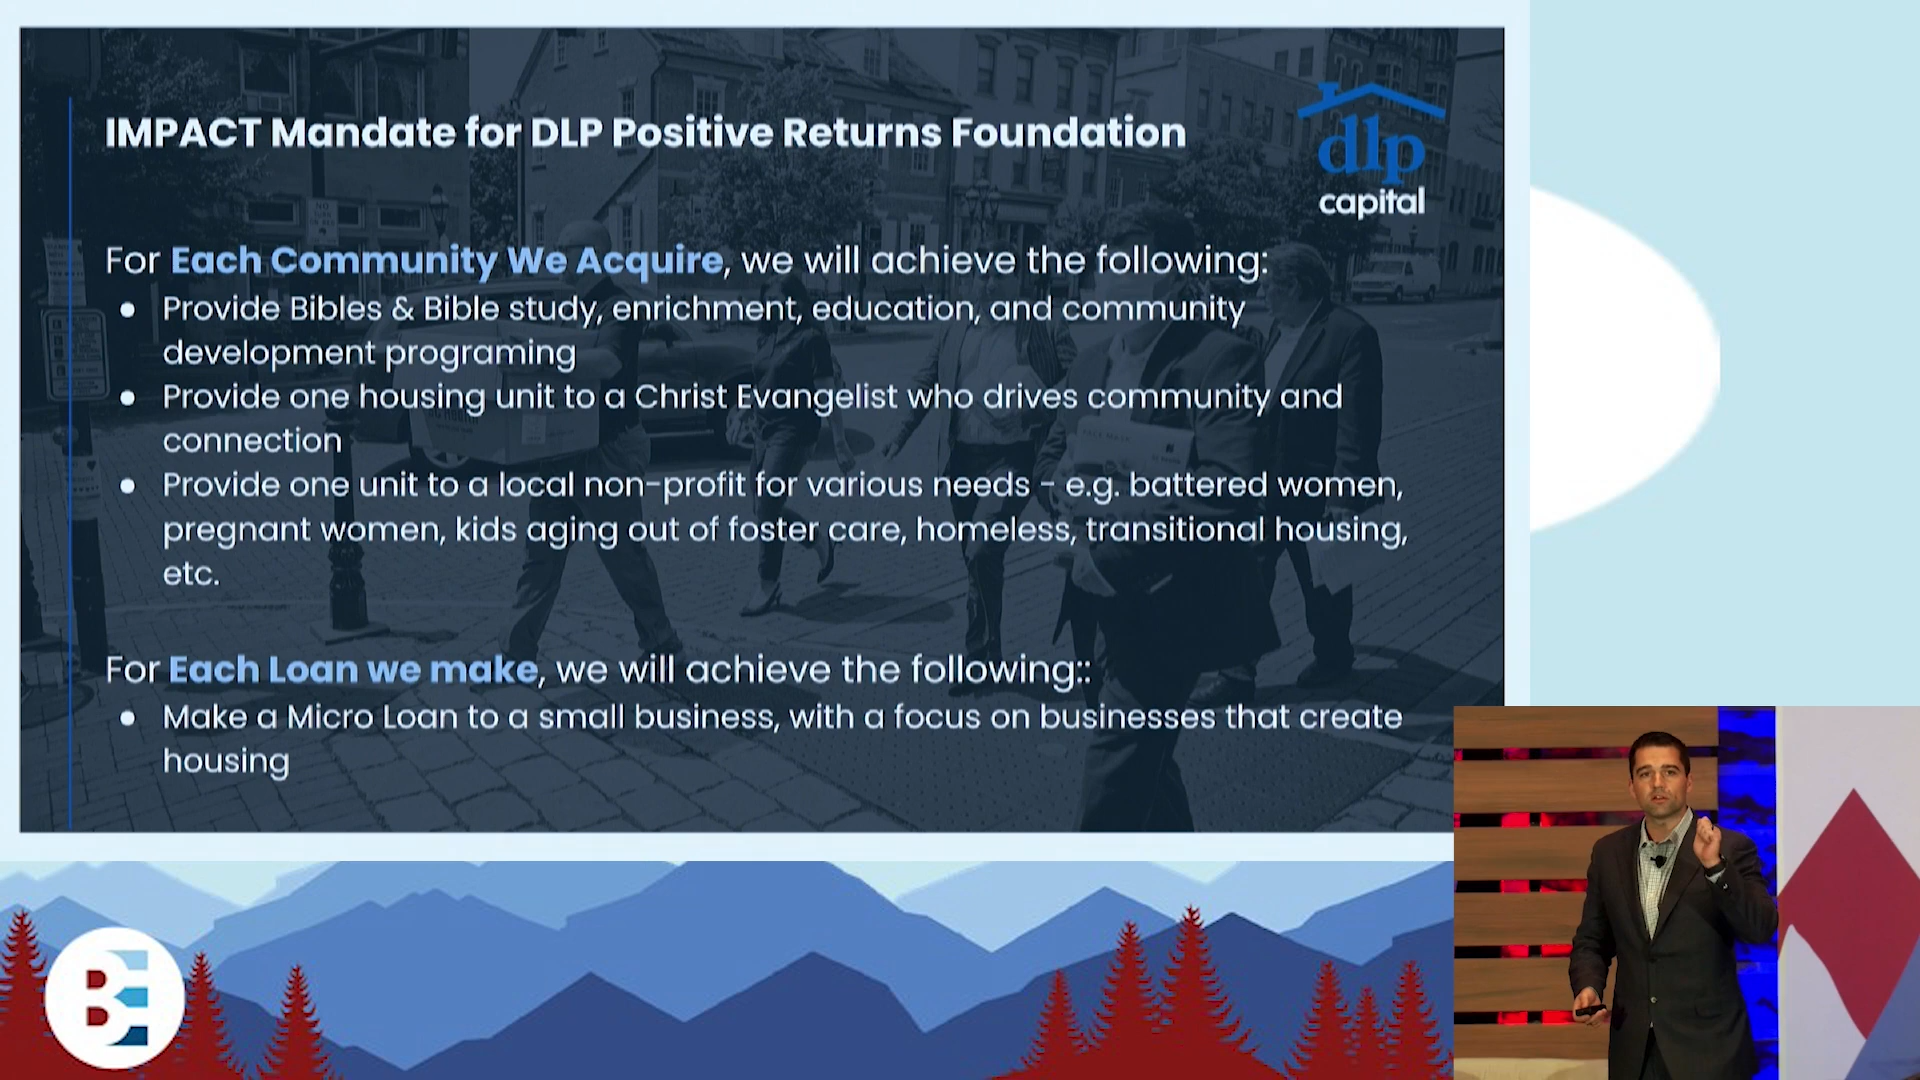 IMPACT Mandate for DLP Positive Returns Foundation
dlp
capital
For Each Community We Acquire, we will achieve the following:
● Provide Bibles & Bible study, enrichment, education, and community
development programing
● Provide one housing unit to a Christ Evangelist who drives community and
connection
● Provide one unit to a local non-profit for various needs - e.g. battered women,
pregnant women, kids aging out of foster care, homeless, transitional housing,
etc.
For Each Loan we make, we will achieve the following::
● Make a Micro Loan to a small business, with a focus on businesses that create
housing
BE